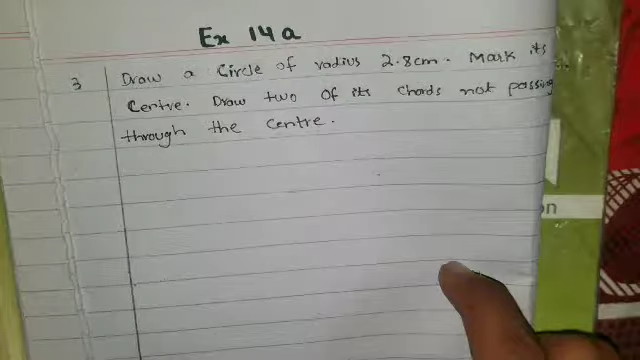 Ex 14a
3 Draw a Circle of radius 2.8cm. Mark its
Centre. Draw two of its chords not passing
through the centre.
on